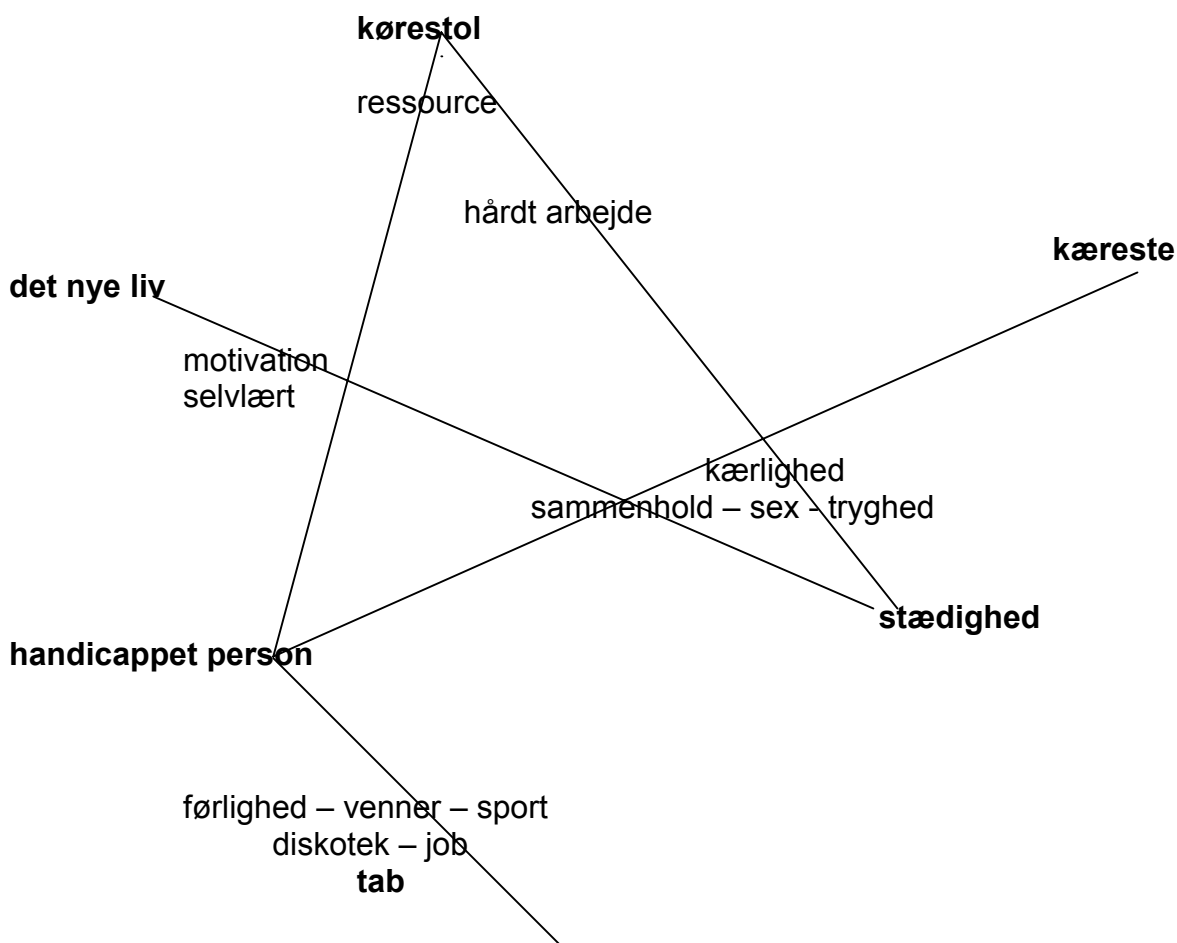 kørestol
ressource
hårdt arbejde
kæreste
det nye liv
motivation
selvlært
kærlighed
sammenhold – sex - tryghed
stædighed
handicappet person
førlighed – venner – sport
diskotek – job
tab